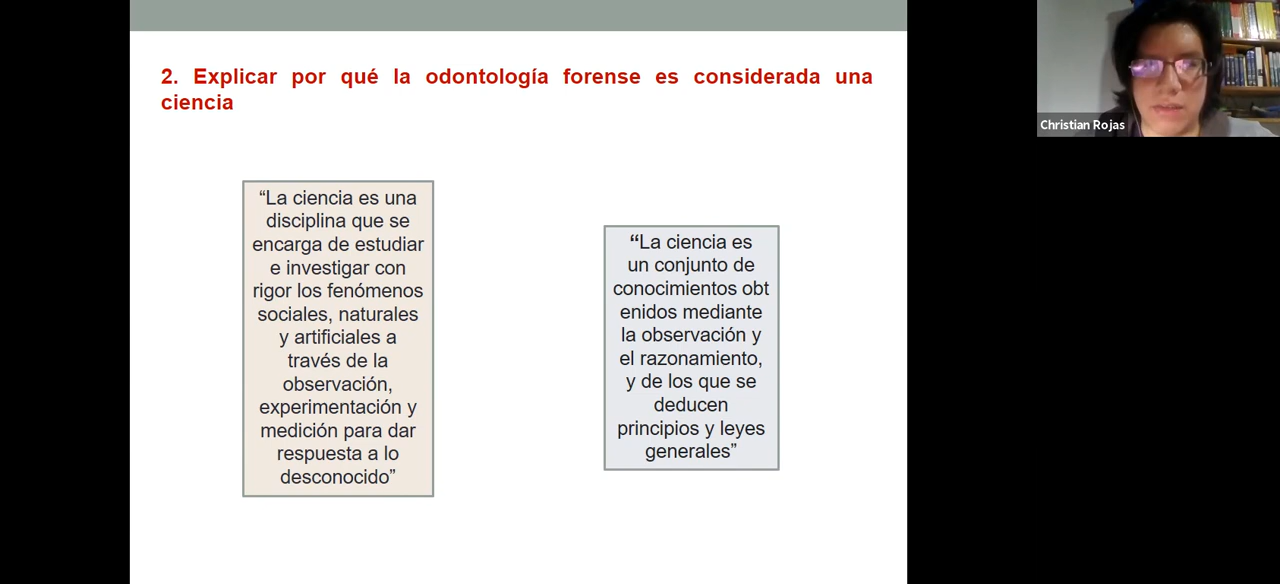 2. Explicar por qué la odontología forense es considerada una
ciencia
“La ciencia es una
disciplina que se
encarga de estudiar
e investigar con
rigor los fenómenos
sociales, naturales
y artificiales a
través de la
observación,
experimentación y
medición para dar
respuesta a lo
desconocido”
“La ciencia es
un conjunto de
conocimientos obt
enidos mediante
la observación y
el razonamiento,
y de los que se
deducen
principios y leyes
generales”
Christian Rojas